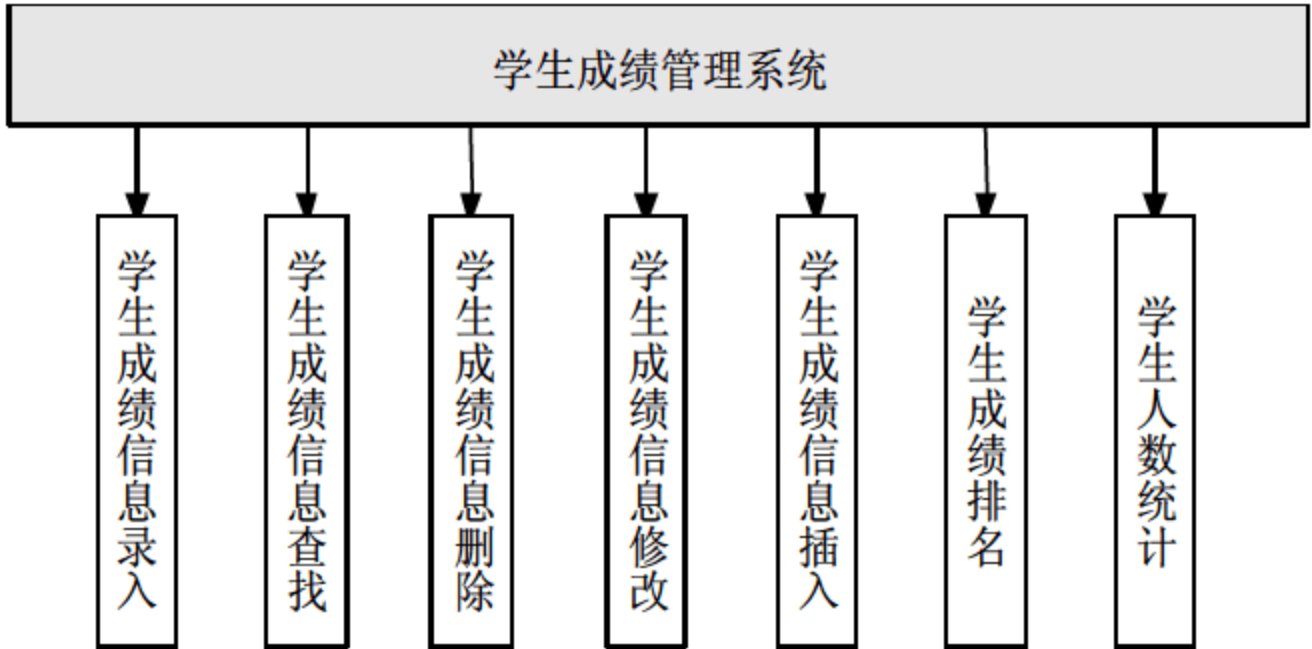 学生成绩管理系统
学生成绩信息录入
学生成绩信息查找
学生成绩信息删除
学生成绩信息修改
学生成绩信息插入
学生成绩排名
学生人数统计